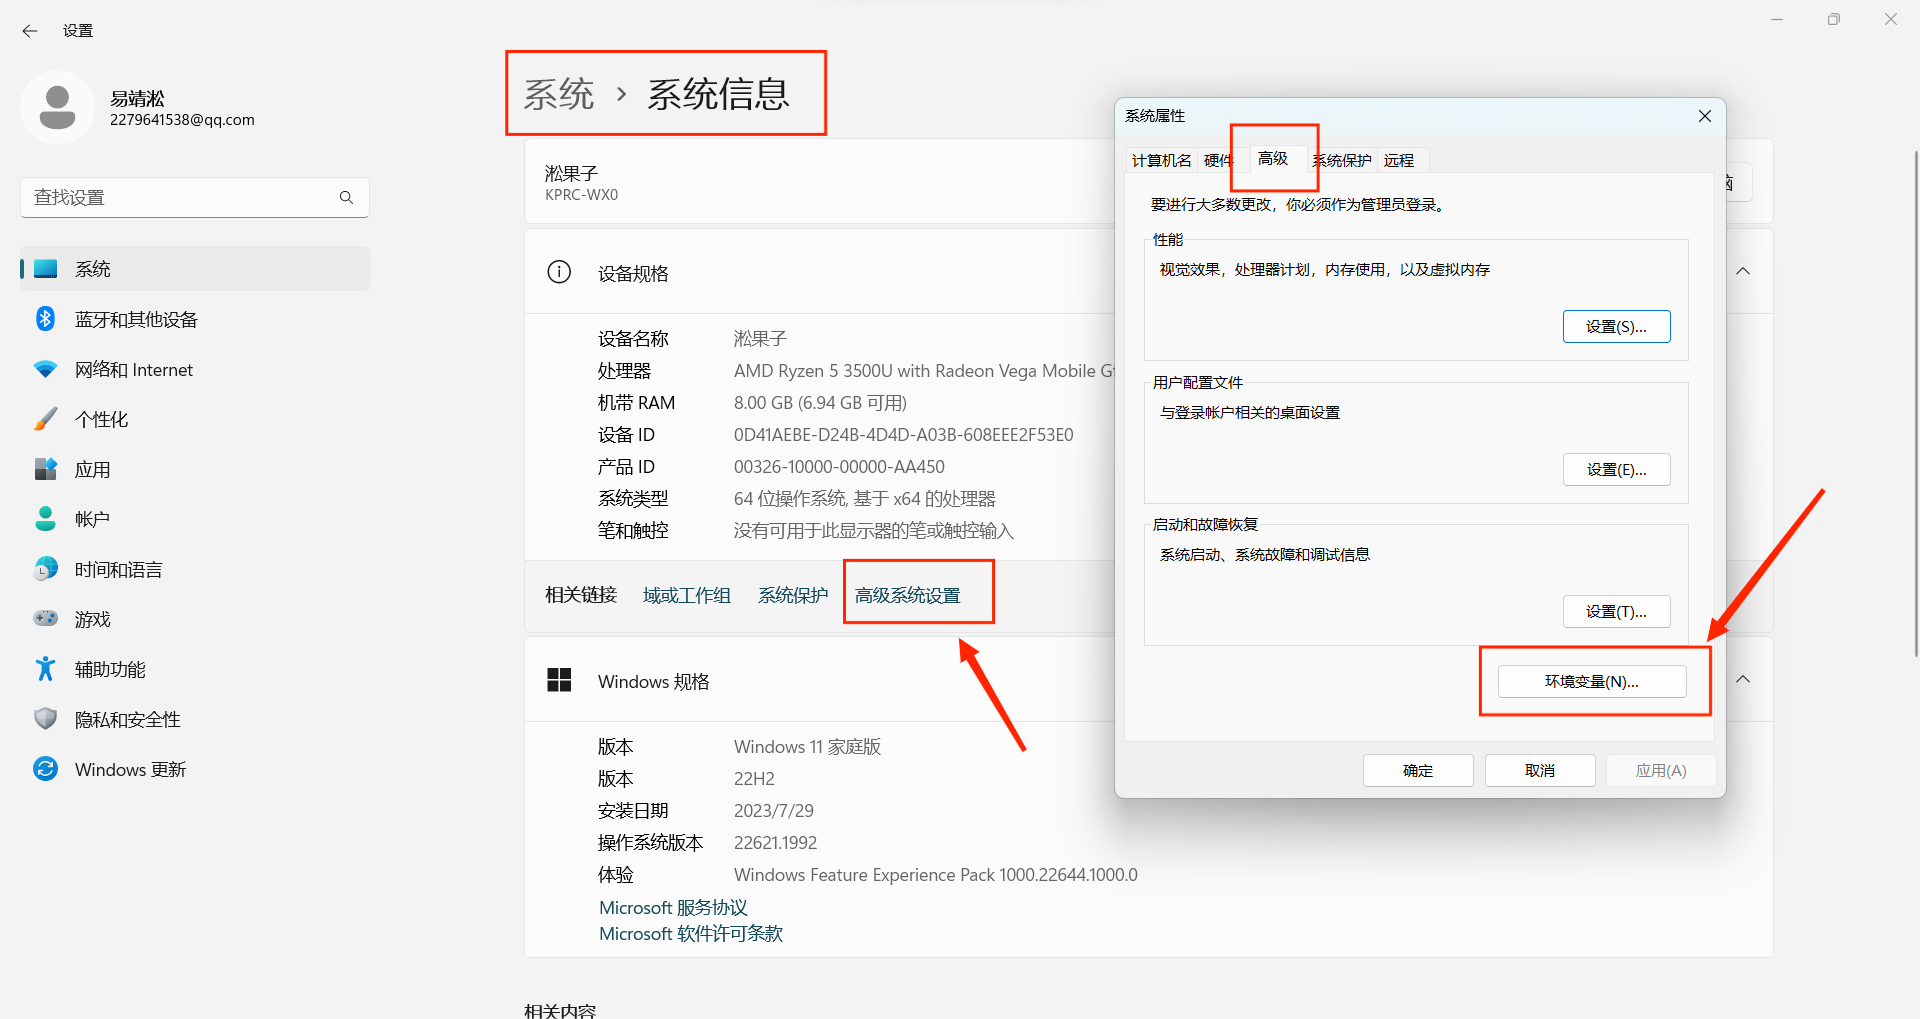 设置
易靖淞
2279641538@qq.com
查找设置
系统
蓝牙和其他设备
网络和 Internet
个性化
应用
帐户
时间和语言
游戏
辅助功能
隐私和安全性
Windows 更新
系统 › 系统信息
淞果子
KPRC-WX0
设备规格
设备名称 淞果子
处理器 AMD Ryzen 5 3500U with Radeon Vega Mobile
机带 RAM 8.00 GB (6.94 GB 可用)
设备 ID 0D41AEBE-D24B-4D4D-A03B-608EEE2F53E0
产品 ID 00326-10000-00000-AA450
系统类型 64 位操作系统, 基于 x64 的处理器
笔和触控 没有可用于此显示器的笔或触控输入
相关链接 域或工作组 系统保护 高级系统设置
Windows 规格
版本 Windows 11 家庭版
版本 22H2
安装日期 2023/7/29
操作系统版本 22621.1992
体验 Windows Feature Experience Pack 1000.22644.1000.0
Microsoft 服务协议
Microsoft 软件许可条款
相关内容
系统属性
计算机名 硬件 高级 系统保护 远程
要进行大多数更改，你必须作为管理员登录。
性能
视觉效果，处理器计划，内存使用，以及虚拟内存
设置(S)...
用户配置文件
与登录帐户相关的桌面设置
设置(E)...
启动和故障恢复
系统启动、系统故障和调试信息
设置(T)...
环境变量(N)...
确定 取消 应用(A)